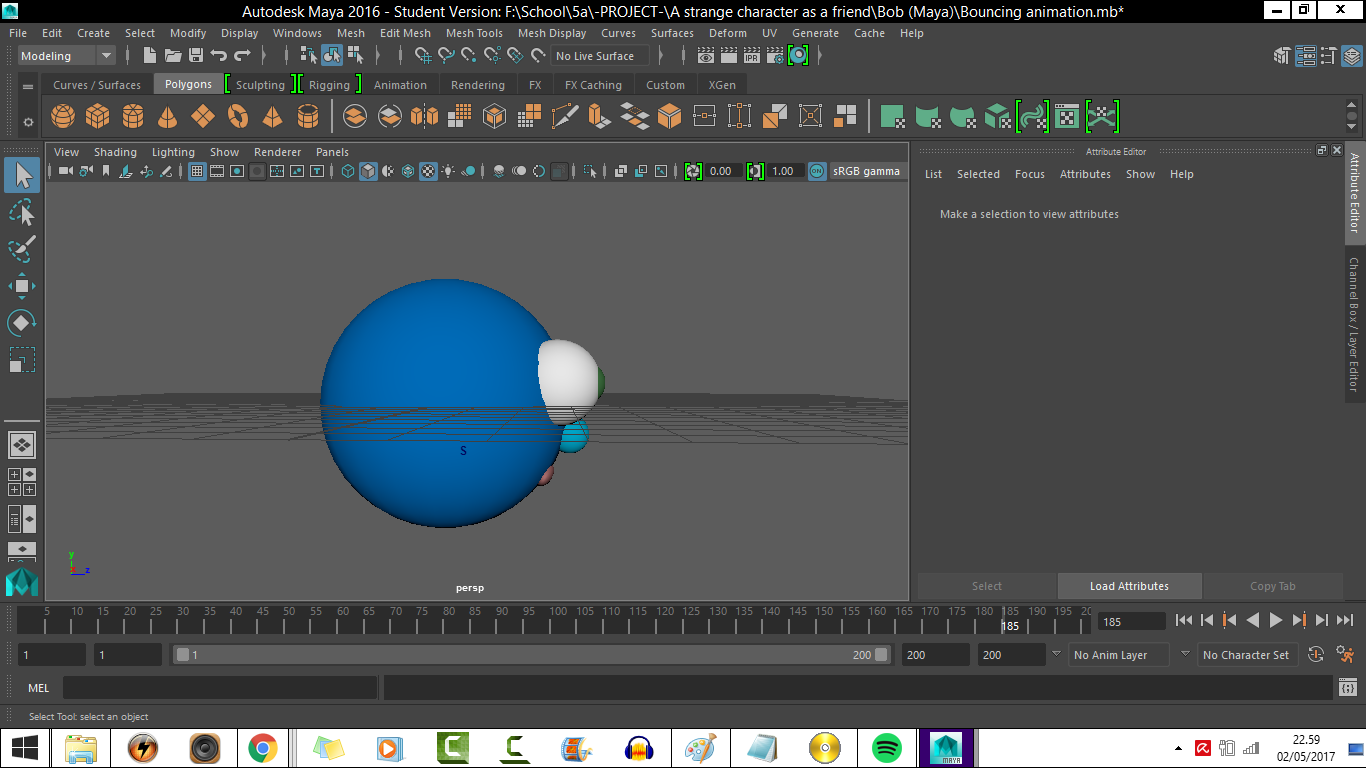 Autodesk Maya 2016 - Student Version: F:\School\5a\-PROJECT-\A strange character as a friend\Bob (Maya)\Bouncing animation.mb*
File Edit Create Select Modify Display Windows Mesh Edit Mesh Mesh Tools Mesh Display Curves Surfaces Deform UV Generate Cache Help
Modeling No Live Surface IPR
Curves / Surfaces Polygons Sculpting Rigging Animation Rendering FX FX Caching Custom XGen
View Shading Lighting Show Renderer Panels
0.00 1.00 ON sRGB gamma
Attribute Editor
List Selected Focus Attributes Show Help
Make a selection to view attributes
Attribute Editor
Channel Box / Layer Editor
S
y
x z
persp
Select Load Attributes Copy Tab
5 10 15 20 25 30 35 40 45 50 55 60 65 70 75 80 85 90 95 100 105 110 115 120 125 130 135 140 145 150 155 160 165 170 175 180 185 190 195 20
185 185
1 1 1 200 200 200 No Anim Layer No Character Set
MEL
Select Tool: select an object
MAYA
22.59
02/05/2017